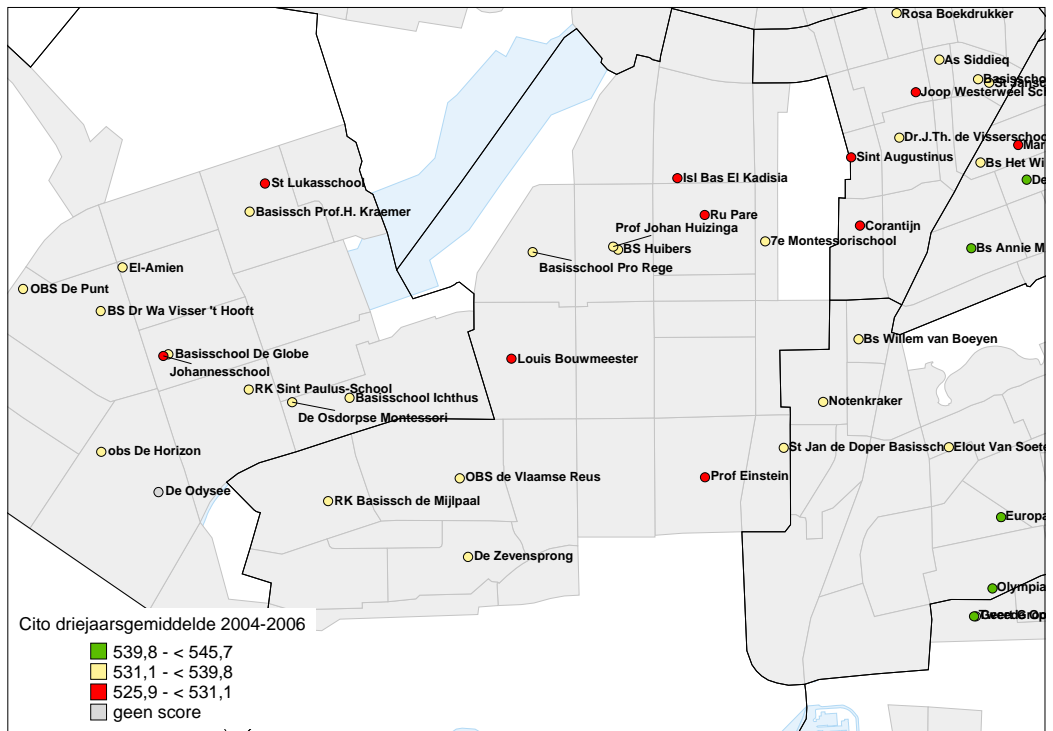 Rosa Boekdrukker
As Siddieq
Joop Westerweel
Dr.J.Th. de
Sint Augustinus
Bs Het
St Lukasschool
Isl Bas El Kadisia
Basissch Prof.H. Kraemer
Ru Pare
Prof Johan Huizinga
Corantijn
7e Montessorischool
BS Huibers
Bs Annie
Basisschool Pro Rege
El-Amien
OBS De Punt
BS Dr Wa Visser 't Hooft
Bs Willem van Boeyen
Basisschool De Globe
Louis Bouwmeester
Johannesschool
RK Sint Paulus-School
Basisschool Ichthus
Notenkraker
De Osdorpse Montessori
St Jan de Doper Basissch
Elout Van
obs De Horizon
OBS de Vlaamse Reus
Prof Einstein
De Odysee
RK Basissch de Mijlpaal
Europa
De Zevensprong
Olympia
Cito driejaarsgemiddelde 2004-2006
539,8 - < 545,7
531,1 - < 539,8
525,9 - < 531,1
geen score